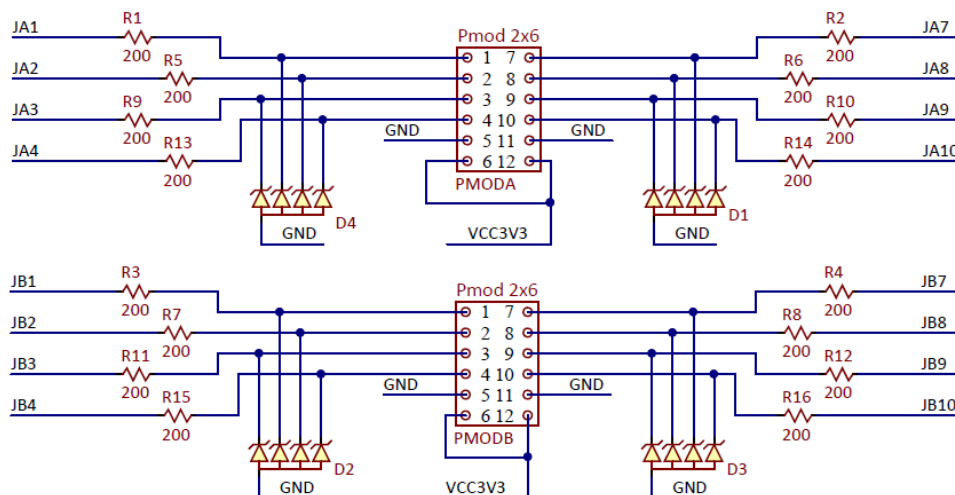 JA1 R1 200 Pmod 2x6 R2 200 JA7
1 7
JA2 R5 200 2 8 R6 200 JA8
JA3 R9 200 3 9 R10 200 JA9
4 10
JA4 R13 200 GND 5 11 GND R14 200 JA10
6 12
PMODA
D4 D1
GND VCC3V3 GND
JB1 R3 200 Pmod 2x6 R4 200 JB7
1 7
JB2 R7 200 2 8 R8 200 JB8
JB3 R11 200 3 9 R12 200 JB9
4 10
JB4 R15 200 GND 5 11 GND R16 200 JB10
6 12
PMODB
D2 D3
GND VCC3V3 GND